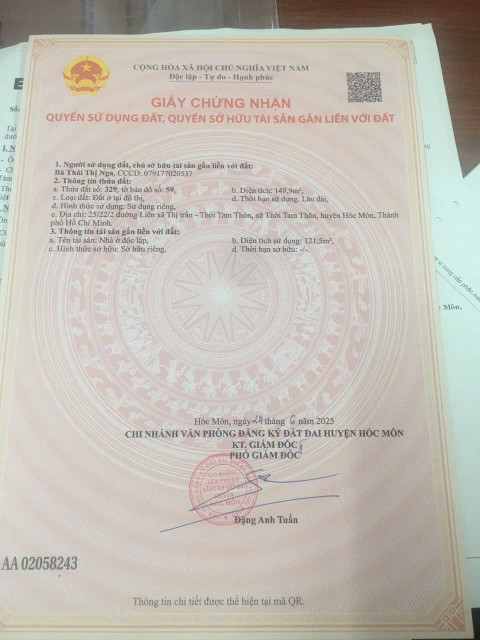 CỘNG HÒA XÃ HỘI CHỦ NGHĨA VIỆT NAM
Độc lập - Tự do - Hạnh phúc
GIẤY CHỨNG NHẬN
QUYỀN SỬ DỤNG ĐẤT, QUYỀN SỞ HỮU TÀI SẢN GẮN LIỀN VỚI ĐẤT
1. Người sử dụng đất, chủ sở hữu tài sản gắn liền với đất:
Bà Thái Thị Nga, CCCD: 079177020537
2. Thông tin thửa đất:
a. Thửa đất số: 329, tờ bản đồ số: 59, b. Diện tích: 149,9m²,
c. Loại đất: Đất ở tại đô thị, d. Thời hạn sử dụng: Lâu dài,
đ. Hình thức sử dụng: Sử dụng riêng,
e. Địa chỉ: 25/22/2 đường Liên xã Thị trấn - Thới Tam Thôn, xã Thới Tam Thôn, huyện Hóc Môn, Thành
phố Hồ Chí Minh.
3. Thông tin tài sản gắn liền với đất:
a. Tên tài sản: Nhà ở độc lập, b. Diện tích sử dụng: 121,5m²,
c. Hình thức sở hữu: Sở hữu riêng, d. Thời hạn sở hữu: -/-.
Hóc Môn, ngày 24 tháng 6 năm 2025
CHI NHÁNH VĂN PHÒNG ĐĂNG KÝ ĐẤT ĐAI HUYỆN HÓC MÔN
KT. GIÁM ĐỐC
PHÓ GIÁM ĐỐC
Đặng Anh Tuấn
AA 02058243
Thông tin chi tiết được thể hiện tại mã QR.
Môn.